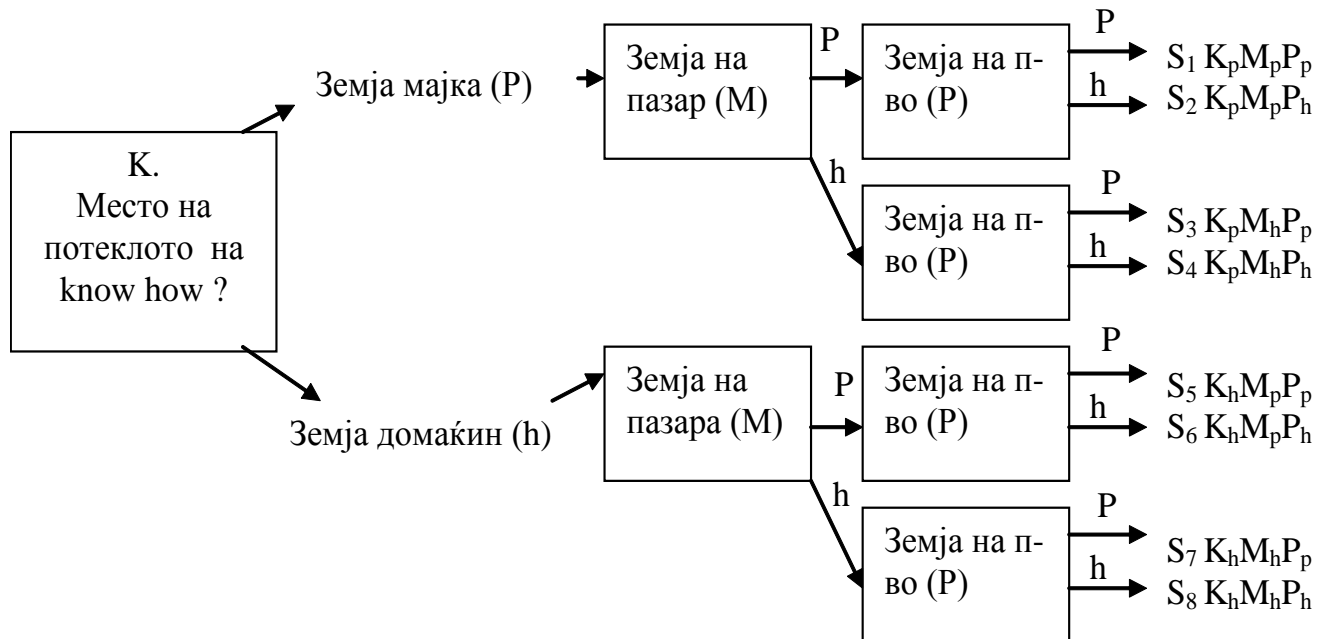 K.
Место на
потеклото на
know how ?
Земја мајка (P)
Земја домаќин (h)
Земја на
пазар (M)
P
h
Земја на п-
во (P)
P
h
S₁ KₚMₚPₚ
S₂ KₚMₚPₕ
Земја на п-
во (P)
P
h
S₃ KₚMₕPₚ
S₄ KₚMₕPₕ
Земја на
пазара (M)
P
h
Земја на п-
во (P)
P
h
S₅ KₕMₚPₚ
S₆ KₕMₚPₕ
Земја на п-
во (P)
P
h
S₇ KₕMₕPₚ
S₈ KₕMₕPₕ